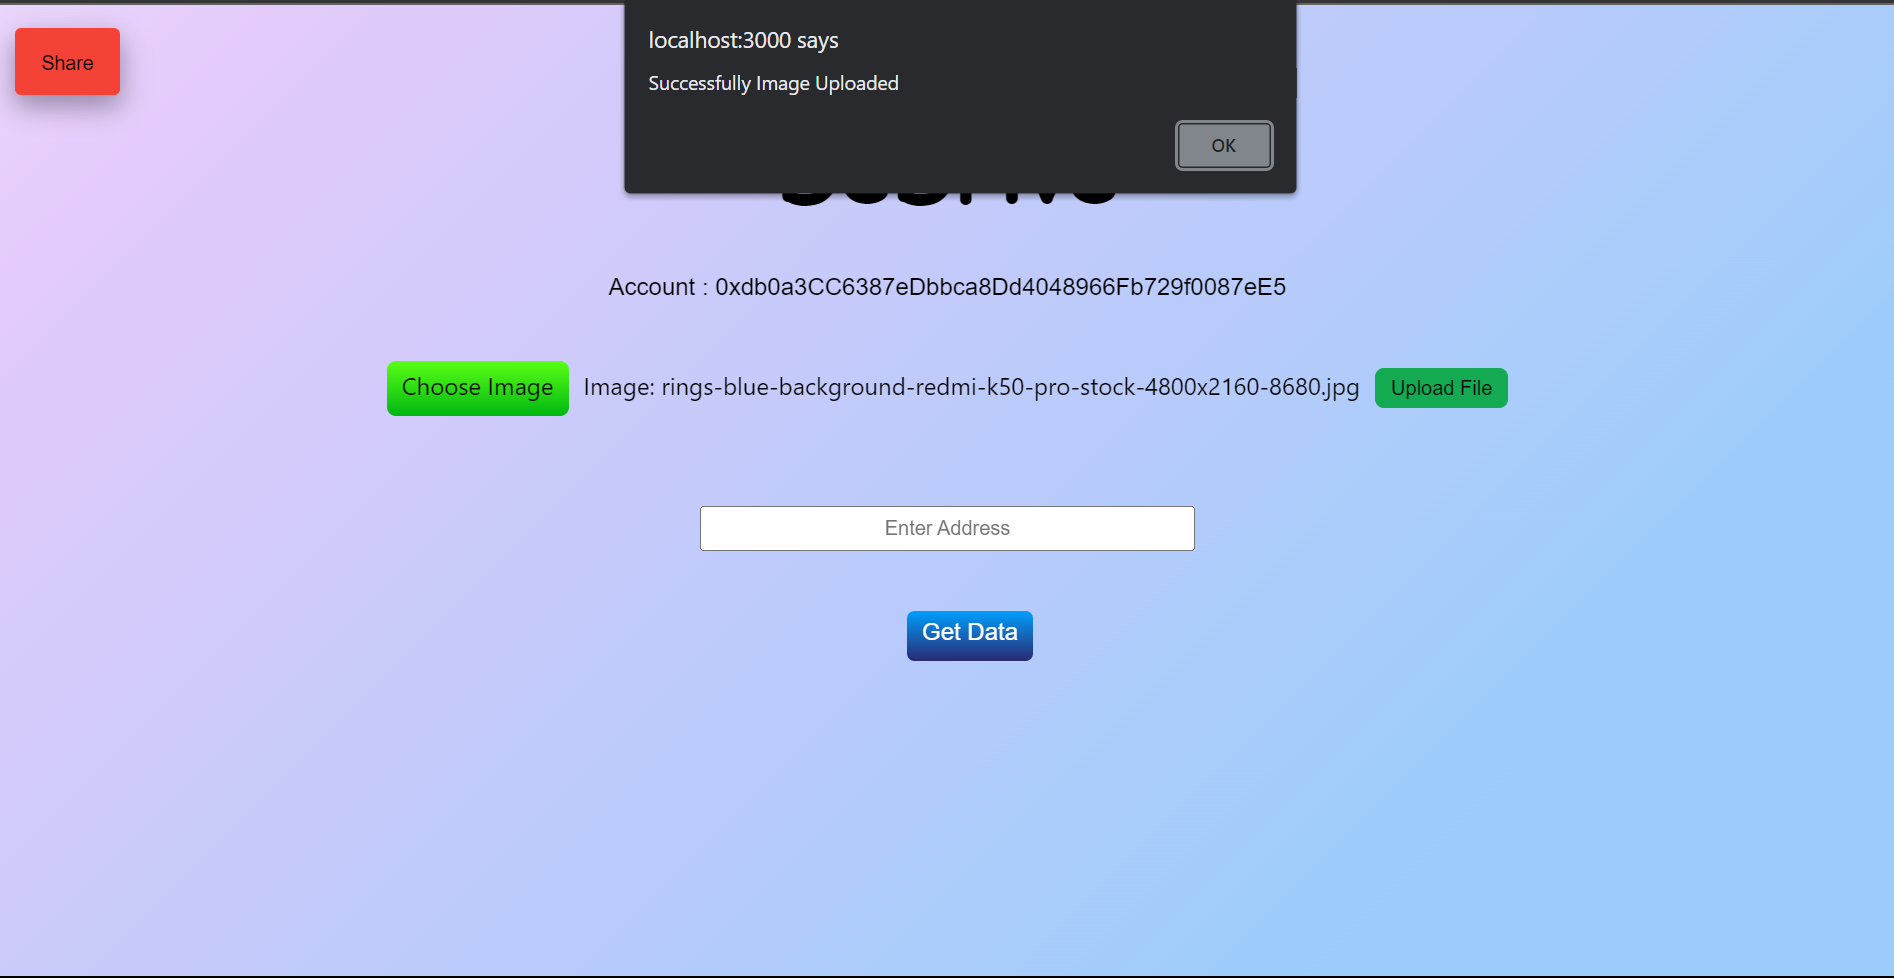 Share
localhost:3000 says
Successfully Image Uploaded
OK
Account : 0xdb0a3CC6387eDbbca8Dd4048966Fb729f0087eE5
Choose Image Image: rings-blue-background-redmi-k50-pro-stock-4800x2160-8680.jpg Upload File
Enter Address
Get Data